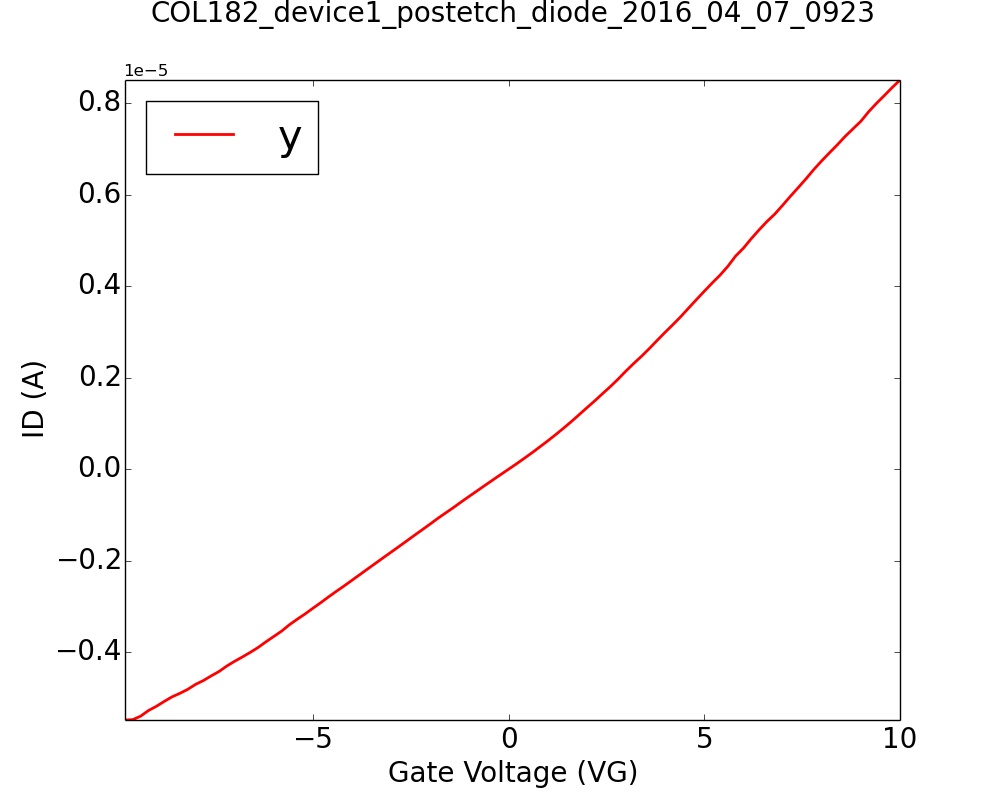 COL182_device1_postetch_diode_2016_04_07_0923
1e−5
0.8
0.6
0.4
0.2
0.0
−0.2
−0.4
y
ID (A)
−5 0 5 10
Gate Voltage (VG)